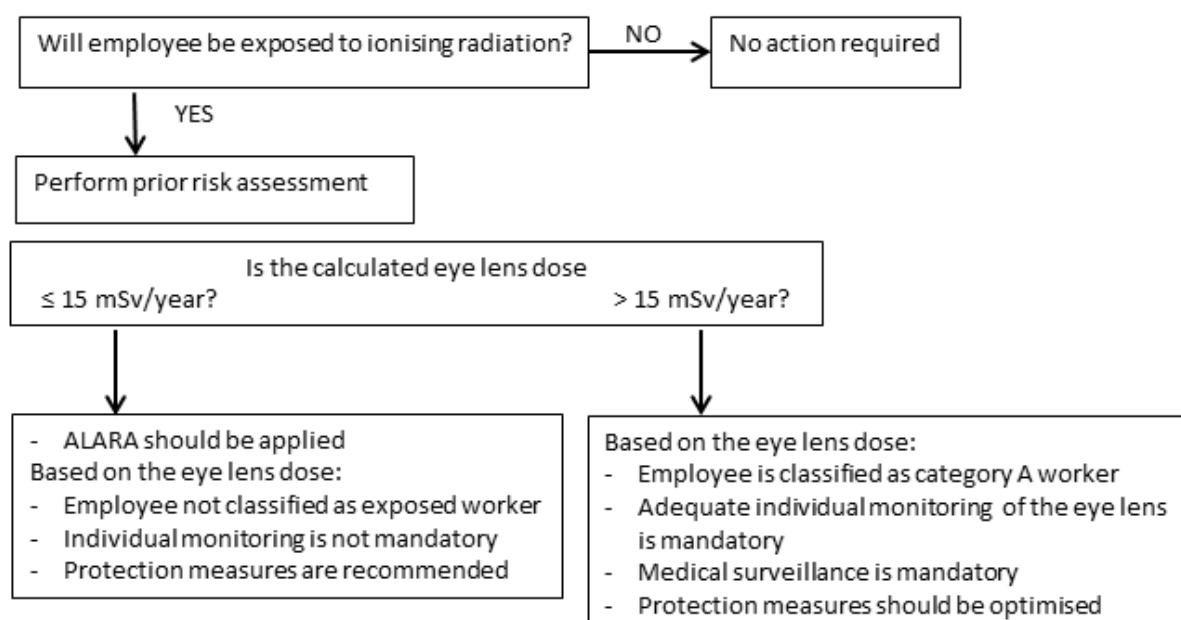 Will employee be exposed to ionising radiation?
NO
No action required
YES
Perform prior risk assessment
Is the calculated eye lens dose
≤ 15 mSv/year?
> 15 mSv/year?
- ALARA should be applied
Based on the eye lens dose:
- Employee not classified as exposed worker
- Individual monitoring is not mandatory
- Protection measures are recommended
Based on the eye lens dose:
- Employee is classified as category A worker
- Adequate individual monitoring of the eye lens
is mandatory
- Medical surveillance is mandatory
- Protection measures should be optimised